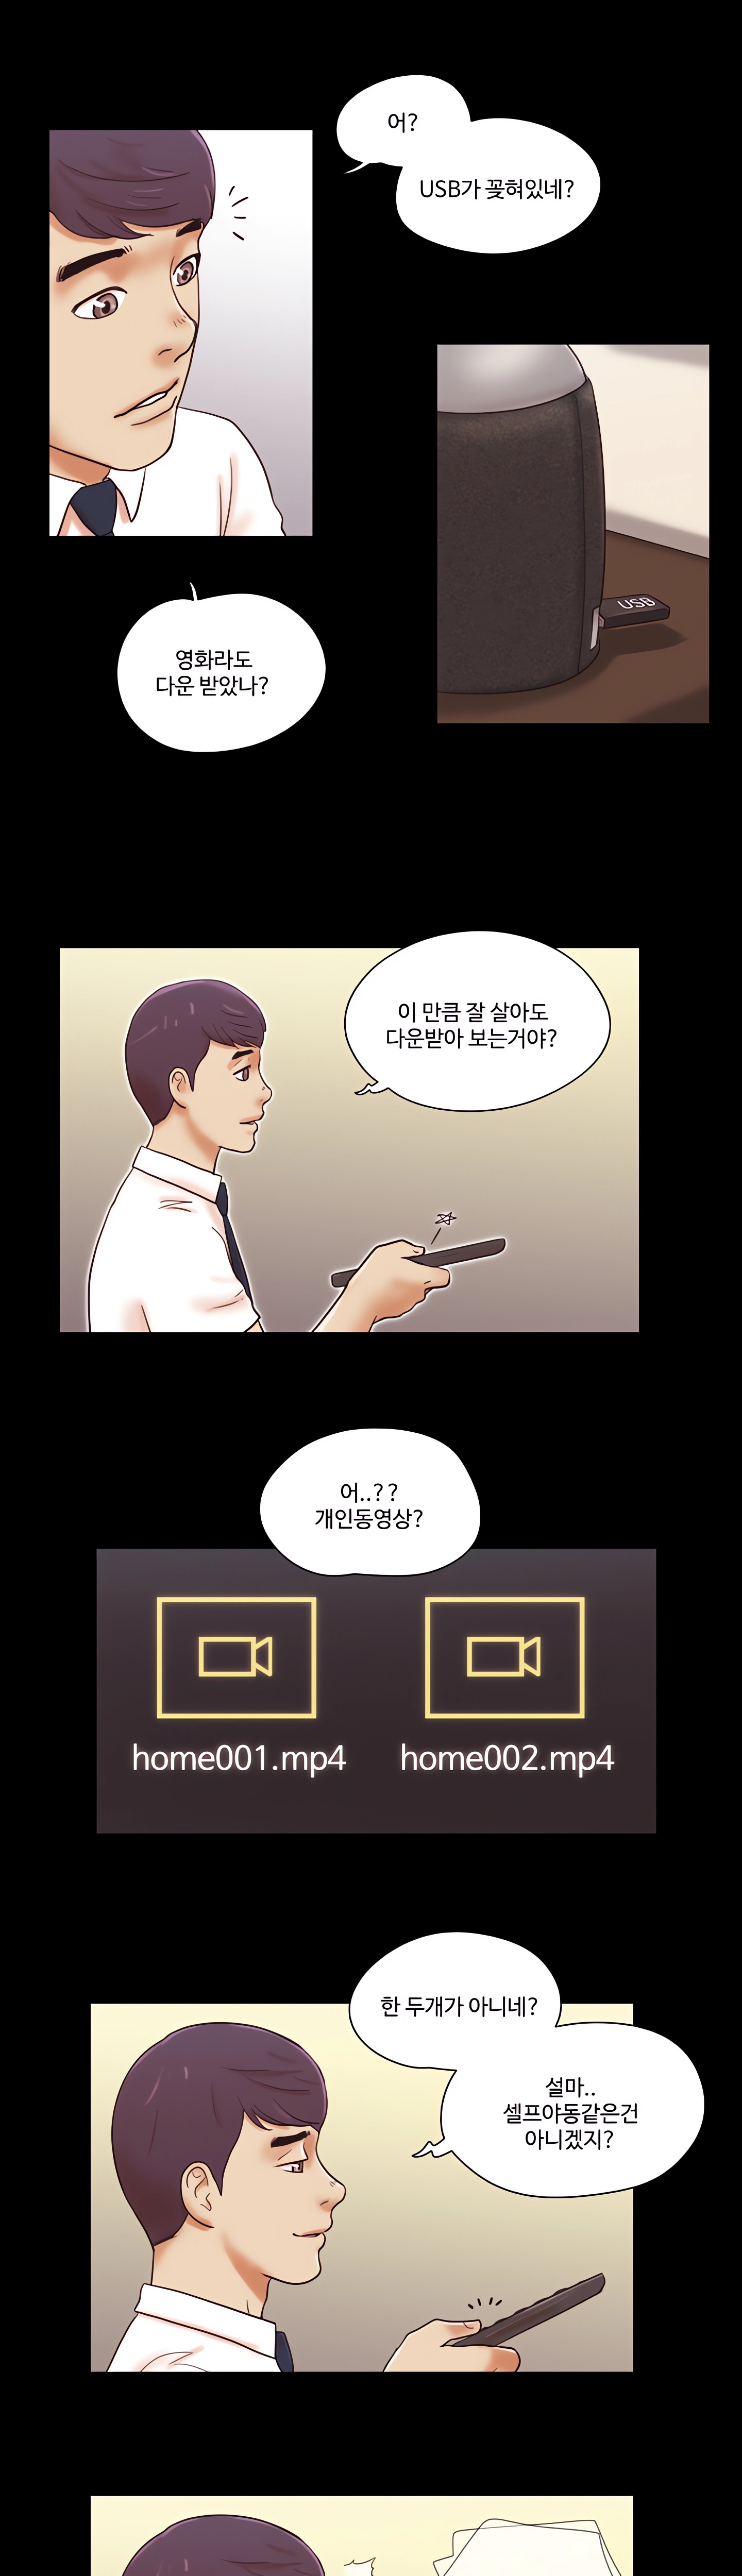 어?
USB가 꽂혀있네?
USB
영화라도
다운 받았나?
이 만큼 잘 살아도
다운받아 보는거야?
어..??
개인동영상?
home001.mp4
home002.mp4
한 두개가 아니네?
설마..
셀프야동같은건
아니겠지?